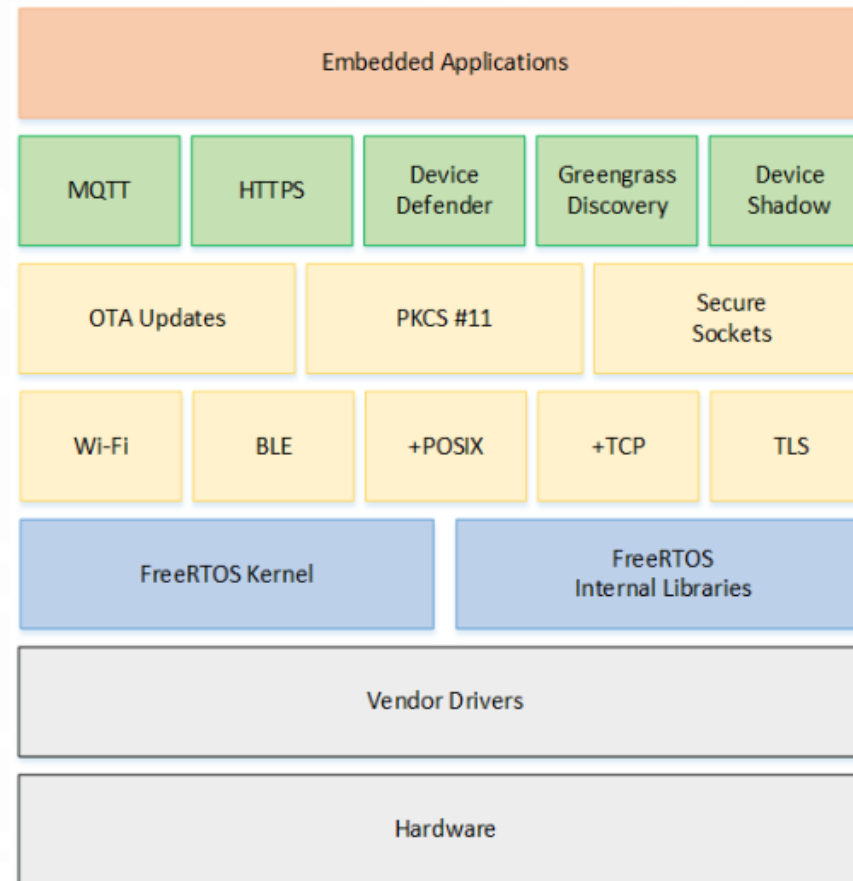 Embedded Applications
MQTT
HTTPS
Device
Defender
Greengrass
Discovery
Device
Shadow
OTA Updates
PKCS #11
Secure
Sockets
Wi-Fi
BLE
+POSIX
+TCP
TLS
FreeRTOS Kernel
FreeRTOS
Internal Libraries
Vendor Drivers
Hardware